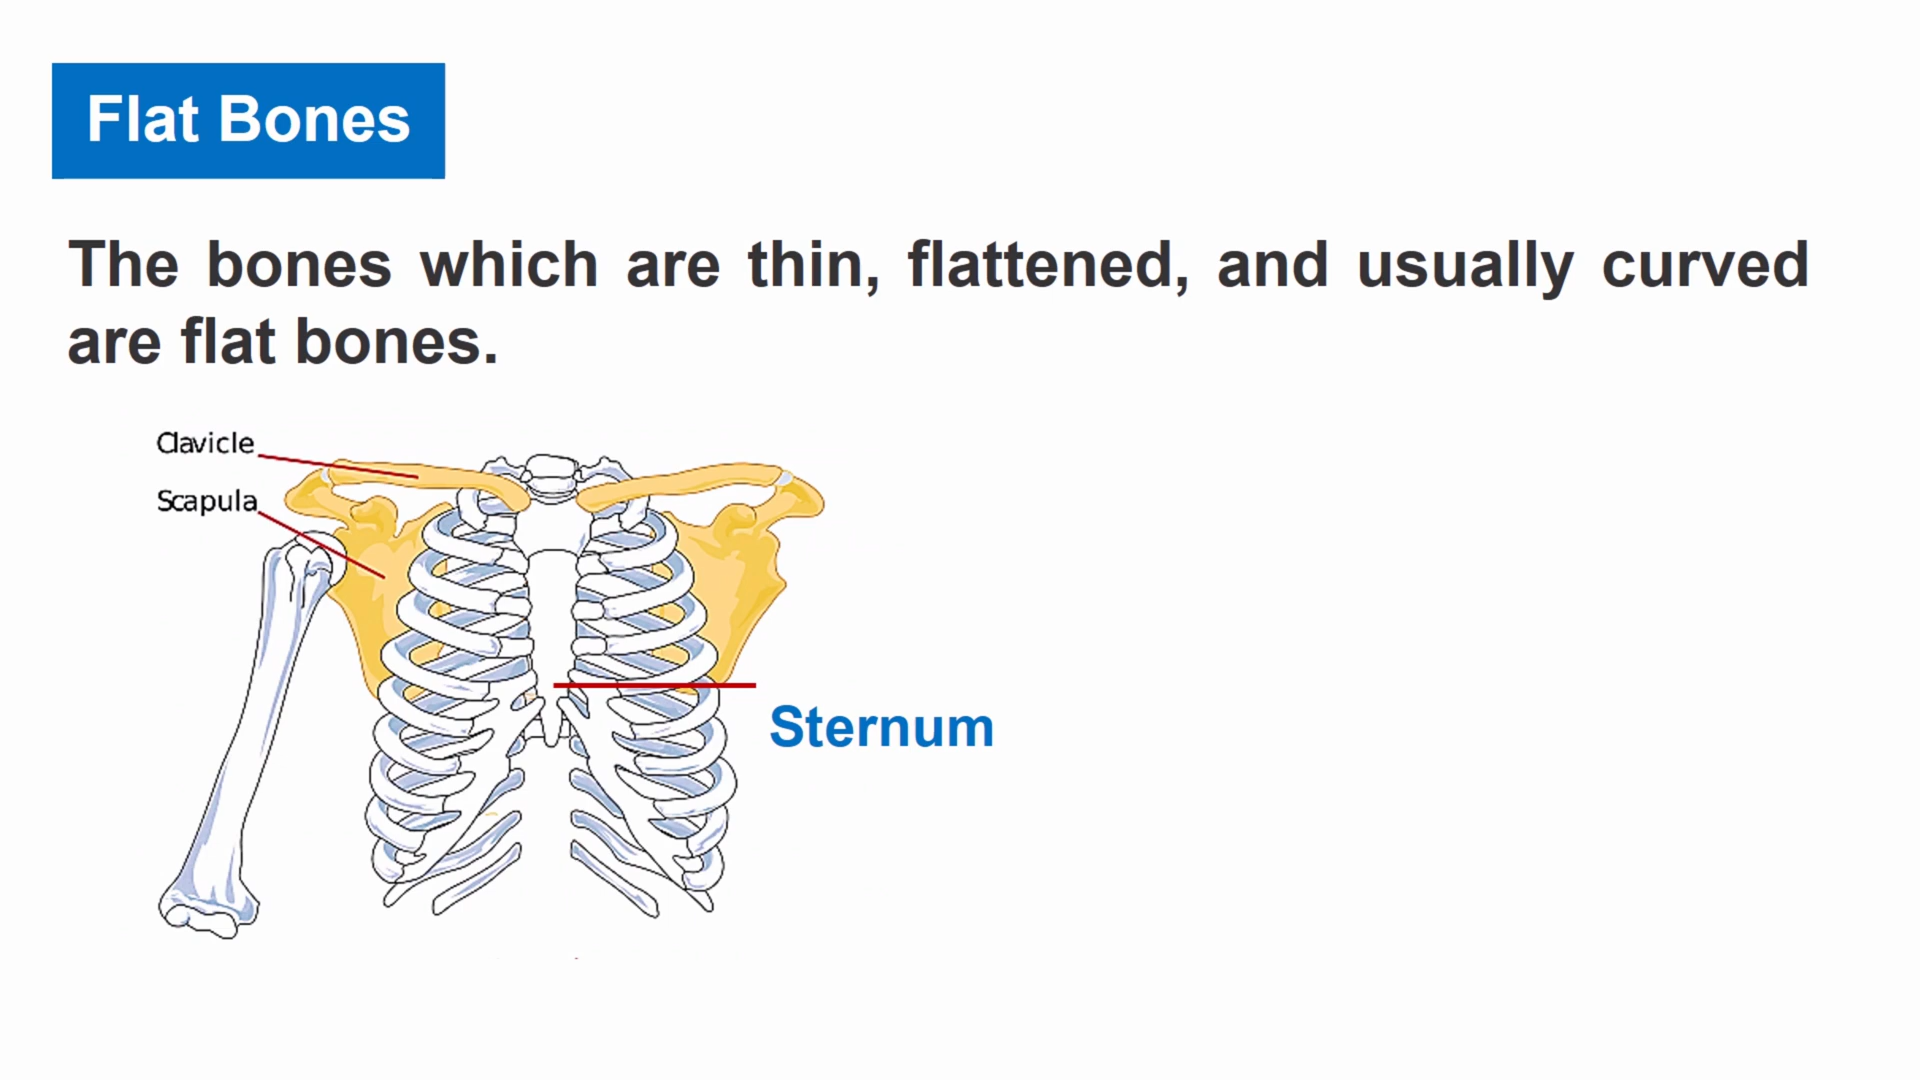 Flat Bones
The bones which are thin, flattened, and usually curved
are flat bones.
Clavicle
Scapula
Sternum